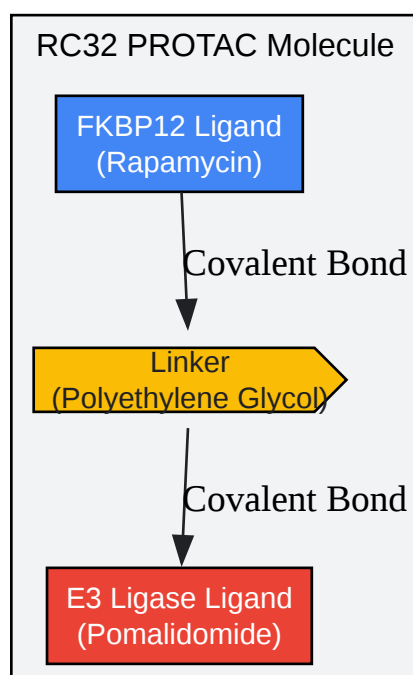 RC32 PROTAC Molecule
FKBP12 Ligand
(Rapamycin)
Covalent Bond
Linker
(Polyethylene Glycol)
Covalent Bond
E3 Ligase Ligand
(Pomalidomide)